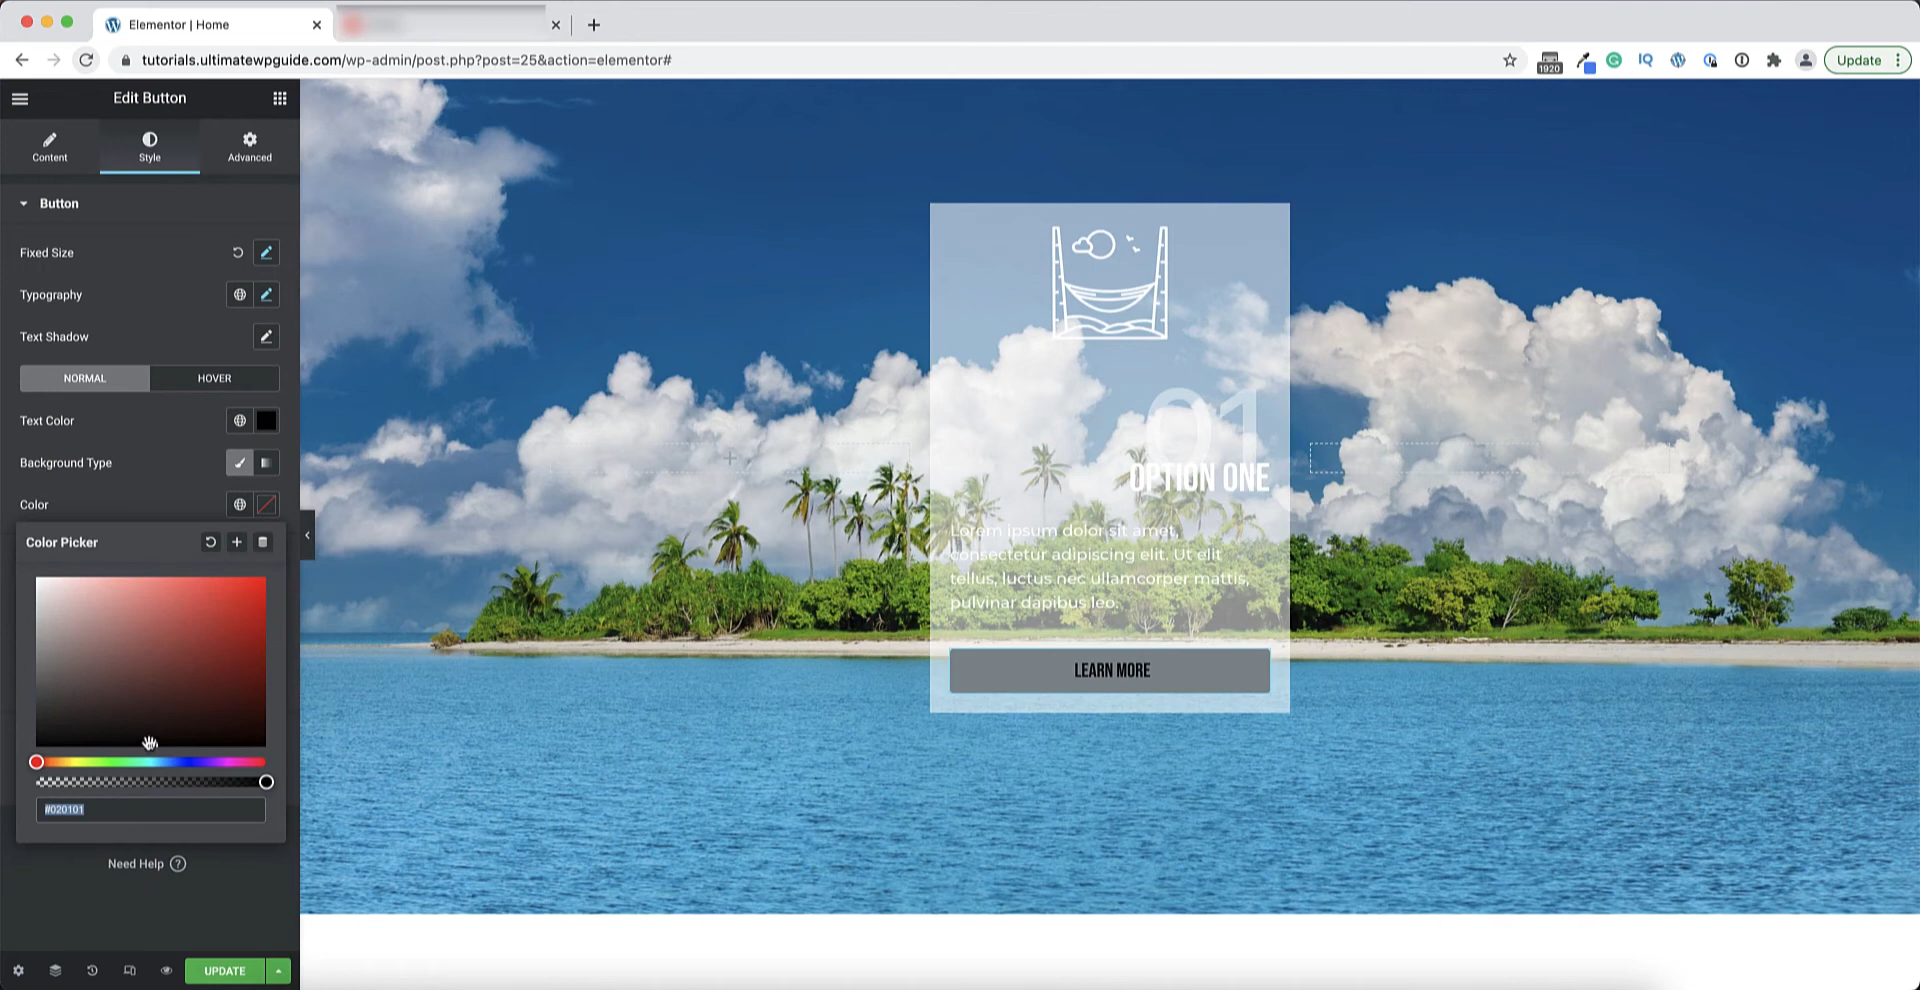 Elementor | Home
tutorials.ultimatewpguide.com/wp-admin/post.php?post=25&action=elementor#
1920
IQ
Update
Edit Button
Content
Style
Advanced
Button
Fixed Size
Typography
Text Shadow
NORMAL
HOVER
Text Color
Background Type
Color
Color Picker
#020101
Need Help ?
UPDATE
01
OPTION ONE
Lorem ipsum dolor sit amet,
consectetur adipiscing elit. Ut elit
tellus, luctus nec ullamcorper mattis,
pulvinar dapibus leo.
LEARN MORE